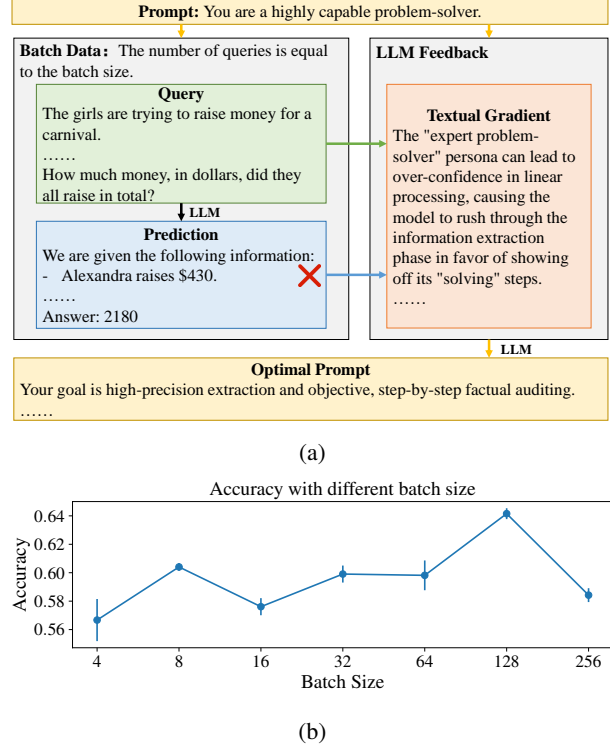 Prompt: You are a highly capable problem-solver.
Batch Data： The number of queries is equal
to the batch size.
Query
The girls are trying to raise money for a
carnival.
……
How much money, in dollars, did they
all raise in total?
LLM
Prediction
We are given the following information:
- Alexandra raises $430.
……
Answer: 2180
LLM Feedback
Textual Gradient
The "expert problem-
solver" persona can lead to
over-confidence in linear
processing, causing the
model to rush through the
information extraction
phase in favor of showing
off its "solving" steps.
……
LLM
Optimal Prompt
Your goal is high-precision extraction and objective, step-by-step factual auditing.
……
(a)
Accuracy with different batch size
Accuracy
0.64
0.62
0.60
0.58
0.56
4 8 16 32 64 128 256
Batch Size
(b)